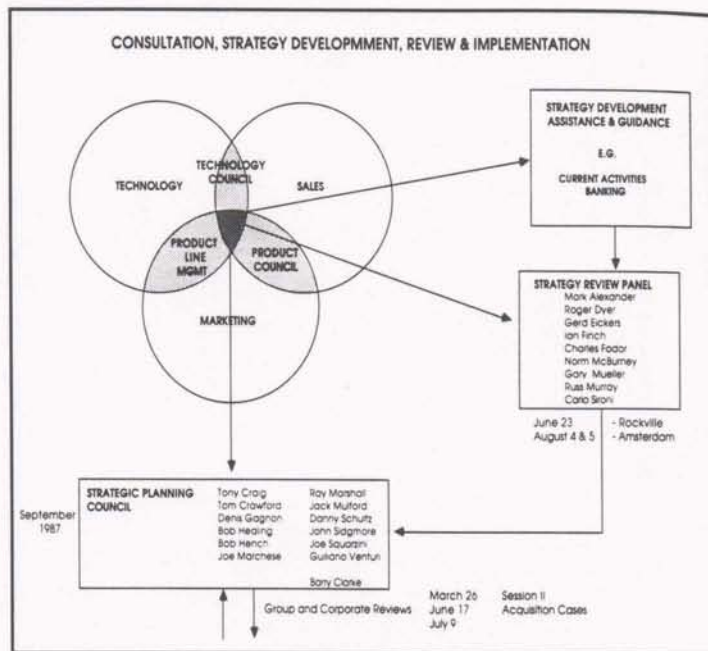 CONSULTATION, STRATEGY DEVELOPMMENT, REVIEW & IMPLEMENTATION
TECHNOLOGY
TECHNOLOGY
COUNCIL
SALES
PRODUCT
LINE
MGMT
PRODUCT
COUNCIL
MARKETING
STRATEGY DEVELOPMENT
ASSISTANCE & GUIDANCE
E.G.
CURRENT ACTIVITIES
BANKING
STRATEGY REVIEW PANEL
Mark Alexander
Roger Dyer
Gerd Eickers
Ian Finch
Charles Fodor
Norm McBurney
Gary Mueller
Russ Murray
Carlo Sironi
June 23 - Rockville
August 4 & 5 - Amsterdam
September
1987
STRATEGIC PLANNING
COUNCIL
Tony Craig
Tom Crawford
Denis Gagnon
Bob Healing
Bob Hench
Joe Marchese
Ray Marshall
Jack Mulford
Danny Schultz
John Sidgmore
Joe Squarzini
Guiliano Venturi
Barry Clarke
Group and Corporate Reviews
March 26 Session II
June 17 Acquisition Cases
July 9